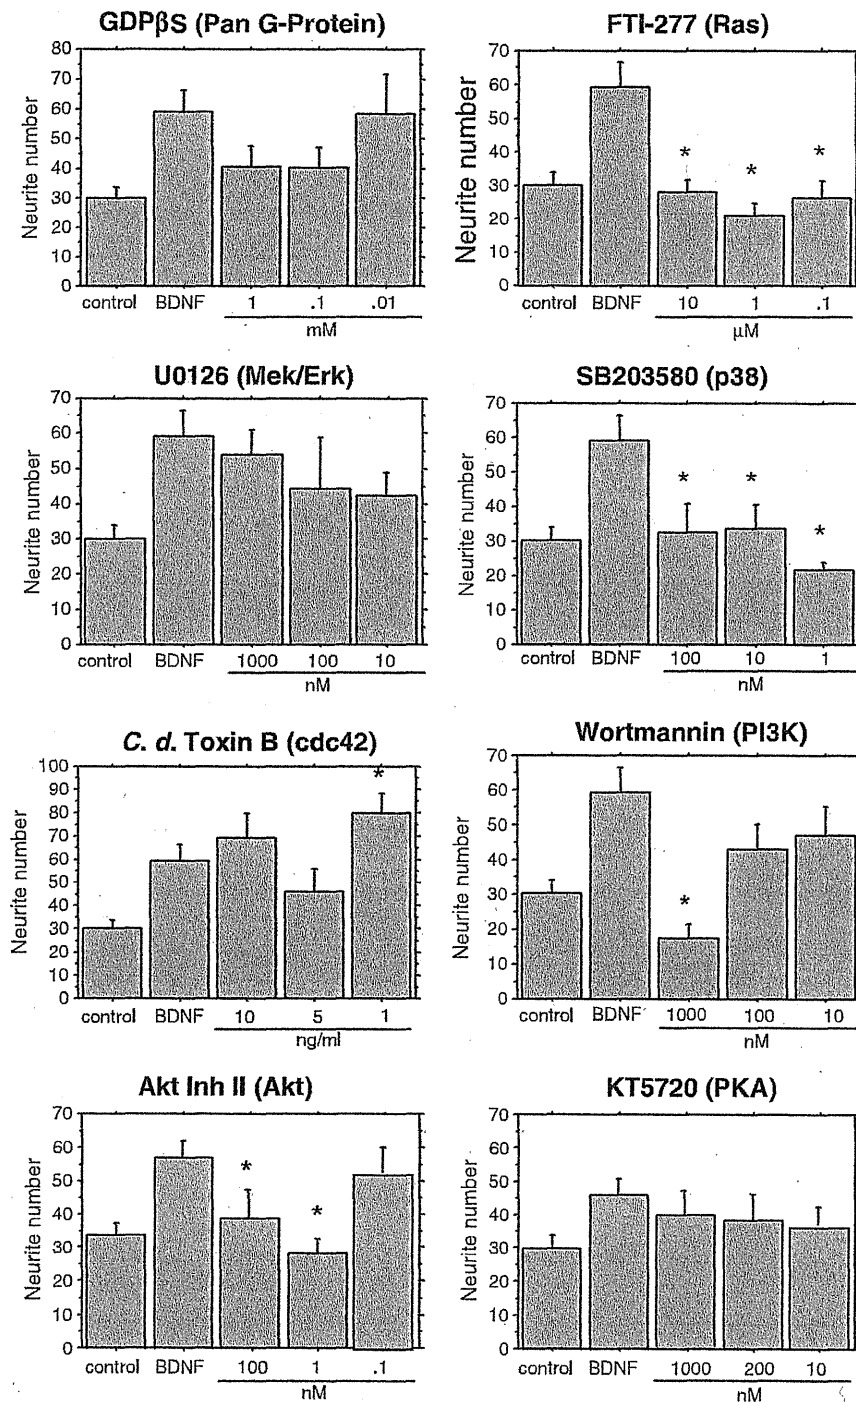 GDPβS (Pan G-Protein)
Neurite number
80
70
60
50
40
30
20
10
0
control BDNF 1 .1 .01
mM
FTI-277 (Ras)
Neurite number
70
60
50
40
30
20
10
0
control BDNF 10 1 .1
μM
* * *
U0126 (Mek/Erk)
Neurite number
70
60
50
40
30
20
10
0
control BDNF 1000 100 10
nM
SB203580 (p38)
Neurite number
70
60
50
40
30
20
10
0
control BDNF 100 10 1
nM
* * *
C. d. Toxin B (cdc42)
Neurite number
100
90
80
70
60
50
40
30
20
10
0
control BDNF 10 5 1
ng/ml
*
Wortmannin (PI3K)
Neurite number
70
60
50
40
30
20
10
0
control BDNF 1000 100 10
nM
*
Akt Inh II (Akt)
Neurite number
70
60
50
40
30
20
10
0
control BDNF 100 1 .1
nM
* *
KT5720 (PKA)
Neurite number
70
60
50
40
30
20
10
0
control BDNF 1000 200 10
nM